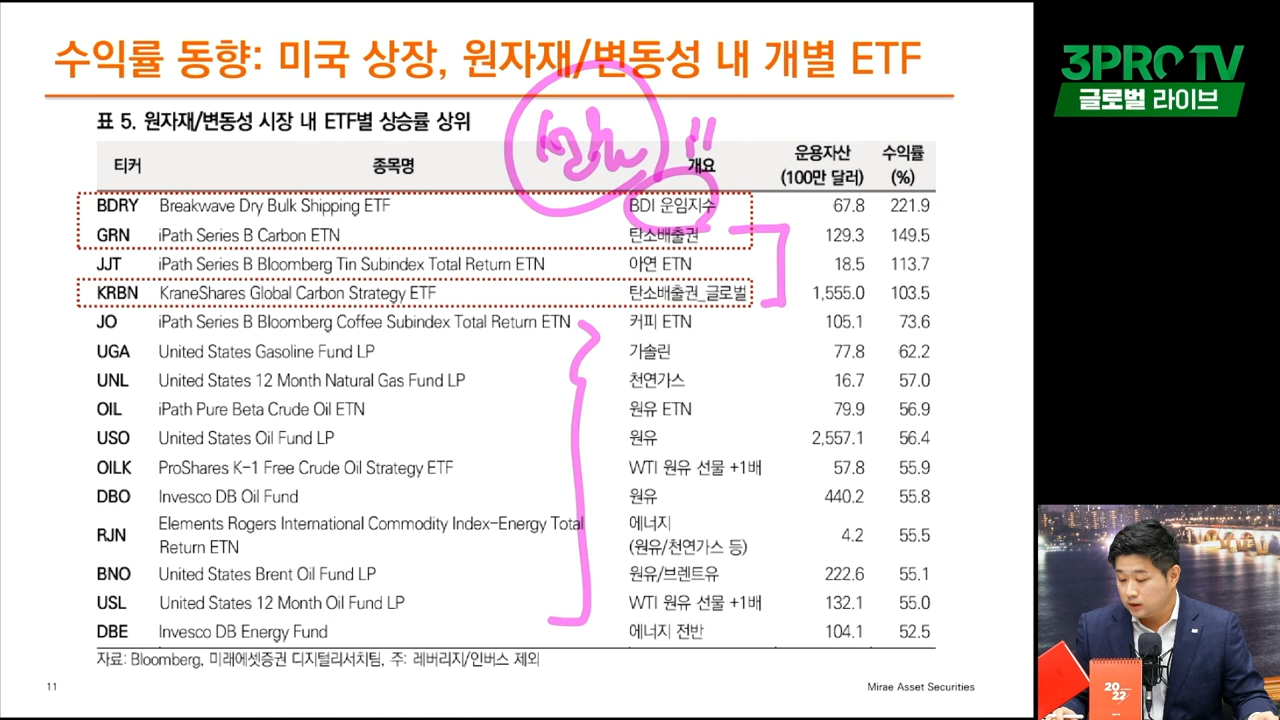 수익률 동향: 미국 상장, 원자재/변동성 내 개별 ETF
3PRO TV
글로벌 라이브
표 5. 원자재/변동성 시장 내 ETF별 상승률 상위
티커 종목명 개요 운용자산 (100만 달러) 수익률 (%)
BDRY Breakwave Dry Bulk Shipping ETF BDI 운임지수 67.8 221.9
GRN iPath Series B Carbon ETN 탄소배출권 129.3 149.5
JJT iPath Series B Bloomberg Tin Subindex Total Return ETN 아연 ETN 18.5 113.7
KRBN KraneShares Global Carbon Strategy ETF 탄소배출권_글로벌 1,555.0 103.5
JO iPath Series B Bloomberg Coffee Subindex Total Return ETN 커피 ETN 105.1 73.6
UGA United States Gasoline Fund LP 가솔린 77.8 62.2
UNL United States 12 Month Natural Gas Fund LP 천연가스 16.7 57.0
OIL iPath Pure Beta Crude Oil ETN 원유 ETN 79.9 56.9
USO United States Oil Fund LP 원유 2,557.1 56.4
OILK ProShares K-1 Free Crude Oil Strategy ETF WTI 원유 선물 +1배 57.8 55.9
DBO Invesco DB Oil Fund 원유 440.2 55.8
RJN Elements Rogers International Commodity Index-Energy Total Return ETN 에너지 (원유/천연가스 등) 4.2 55.5
BNO United States Brent Oil Fund LP 원유/브렌트유 222.6 55.1
USL United States 12 Month Oil Fund LP WTI 원유 선물 +1배 132.1 55.0
DBE Invesco DB Energy Fund 에너지 전반 104.1 52.5
자료: Bloomberg, 미래에셋증권 디지털리서치팀, 주: 레버리지/인버스 제외
11
Mirae Asset Securities
2022